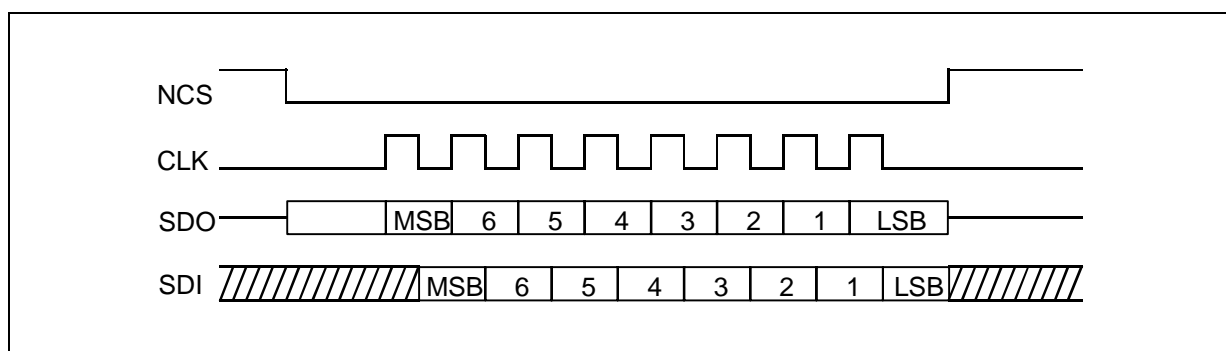 NCS
CLK
SDO MSB 6 5 4 3 2 1 LSB
SDI MSB 6 5 4 3 2 1 LSB